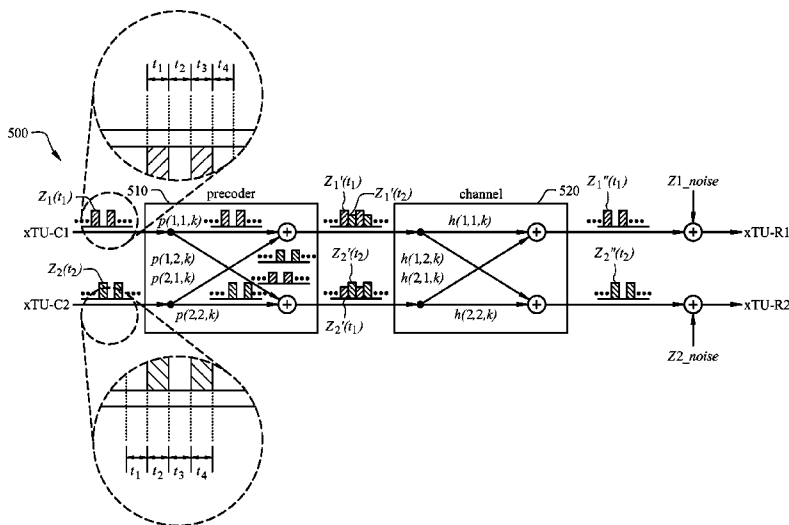 t1 t2 t3 t4
500
510
520
precoder
channel
Z1(t1)
Z1'(t1)
Z1'(t2)
Z1''(t1)
Z1_noise
xTU-C1
p(1,1,k)
h(1,1,k)
xTU-R1
Z2(t2)
p(1,2,k)
p(2,1,k)
Z2'(t2)
h(1,2,k)
h(2,1,k)
Z2''(t2)
xTU-C2
p(2,2,k)
h(2,2,k)
xTU-R2
Z2'(t1)
Z2_noise
t1 t2 t3 t4